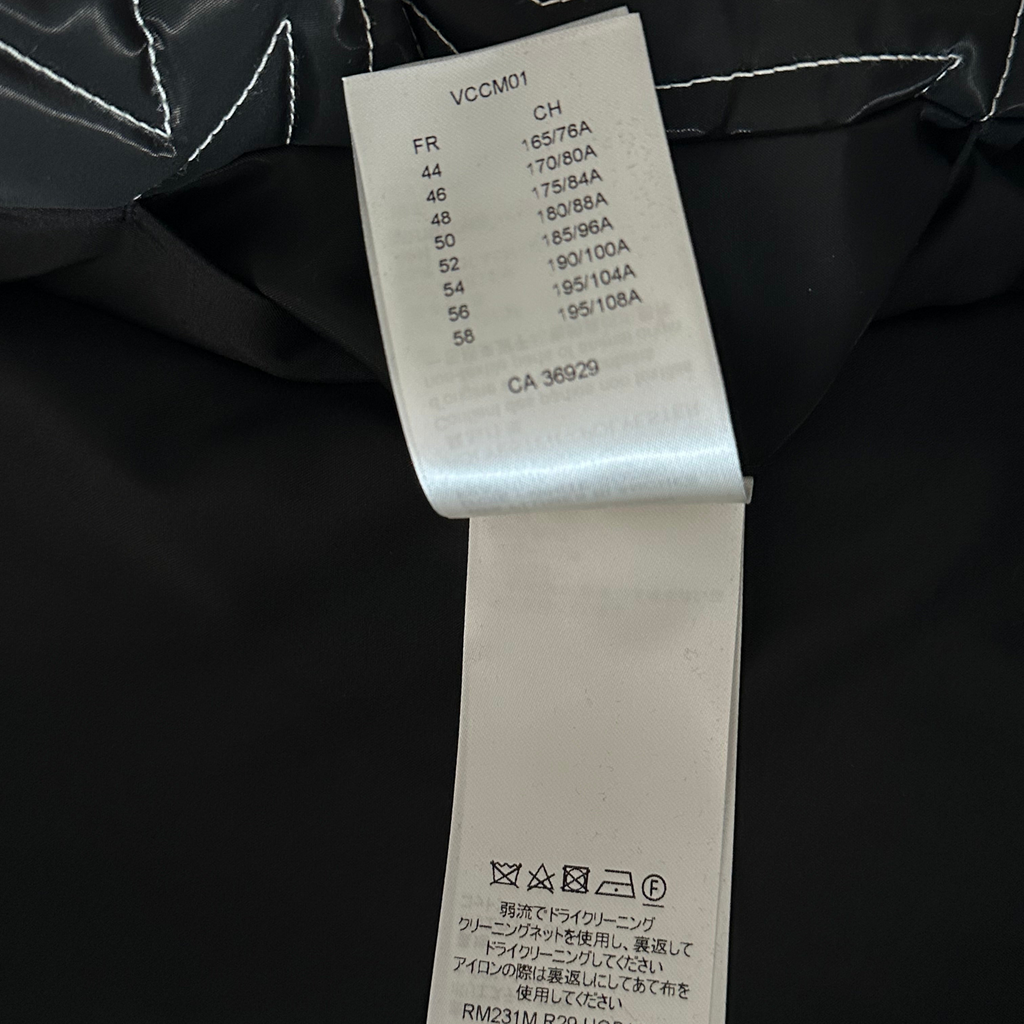 VCCM01
FR CH
44 165/76A
46 170/80A
48 175/84A
50 180/88A
52 185/96A
54 190/100A
56 195/104A
58 195/108A
CA 36929
F
弱流でドライクリーニング
クリーニングネットを使用し、裏返して
ドライクリーニングしてください
アイロンの際は裏返しにしてあて布を
使用してください
RM231M R29